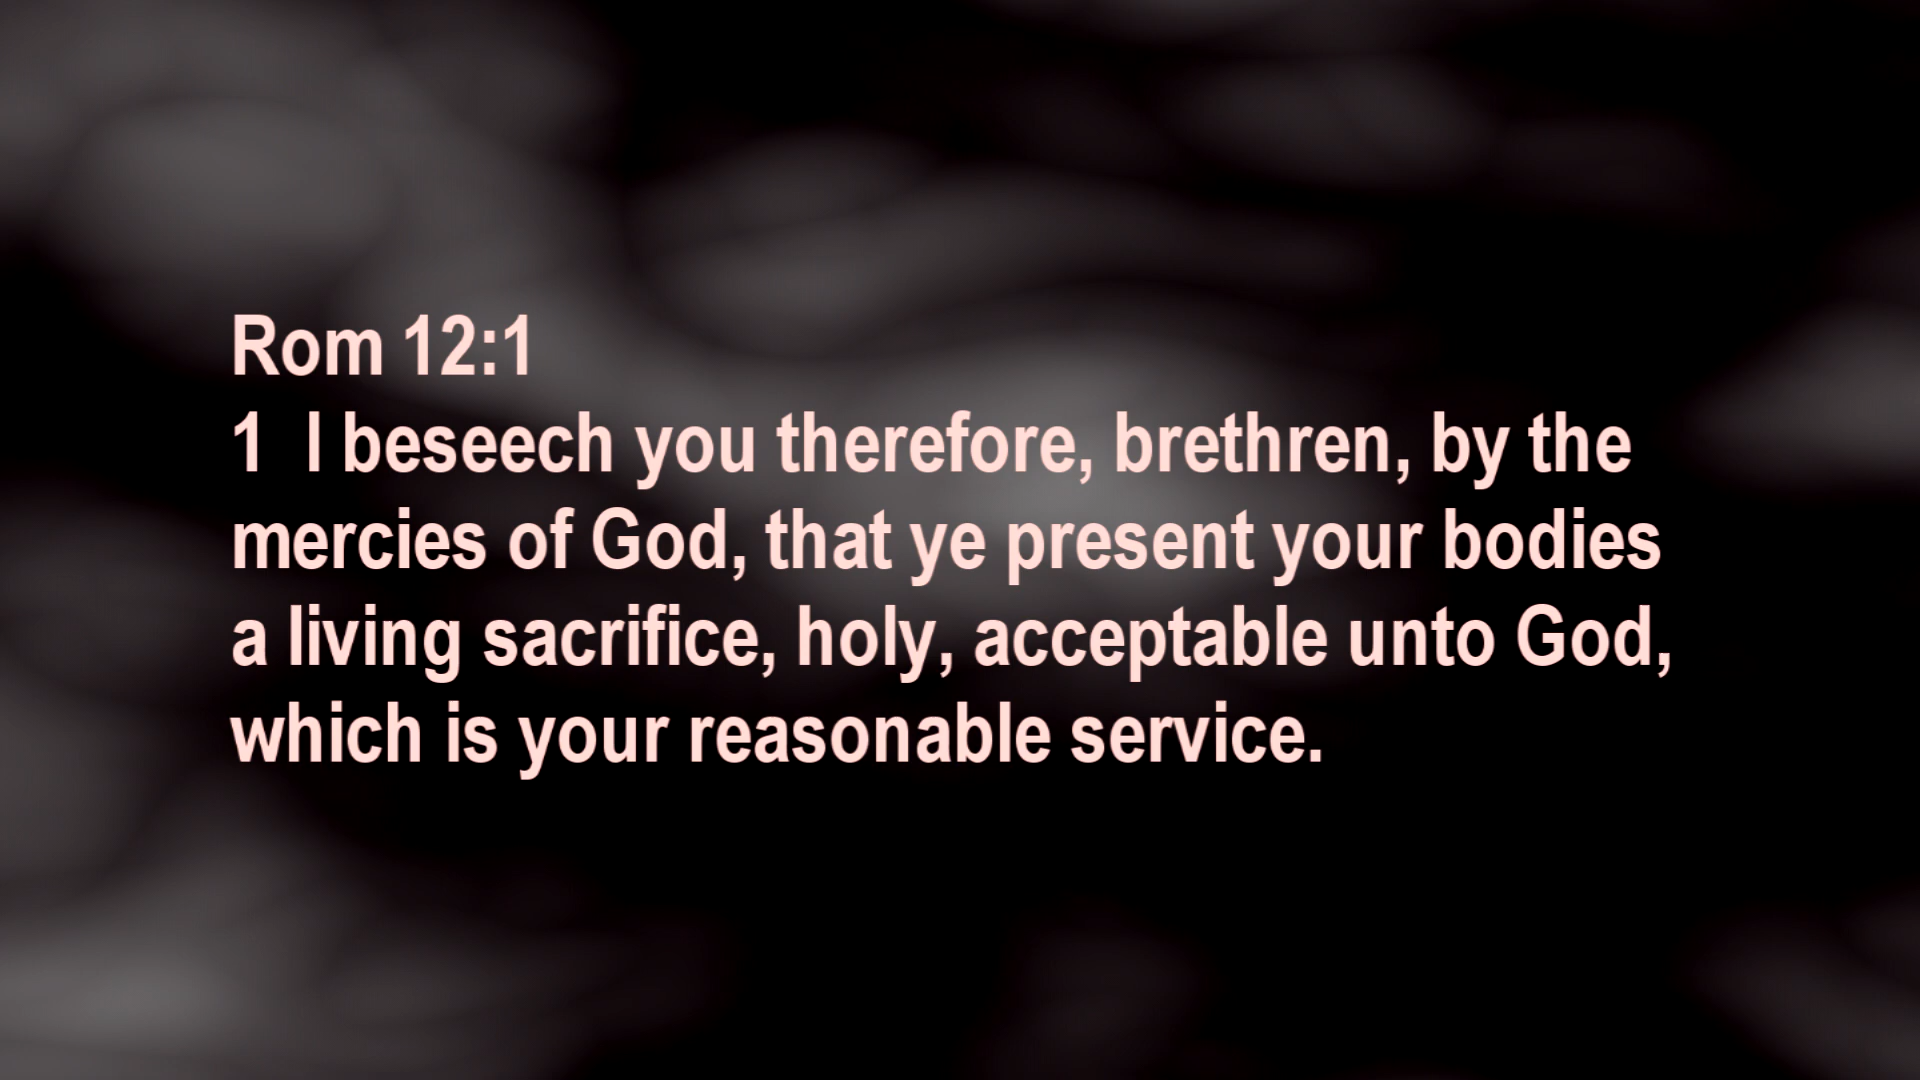 Rom 12:1
1  I beseech you therefore, brethren, by the
mercies of God, that ye present your bodies
a living sacrifice, holy, acceptable unto God,
which is your reasonable service.